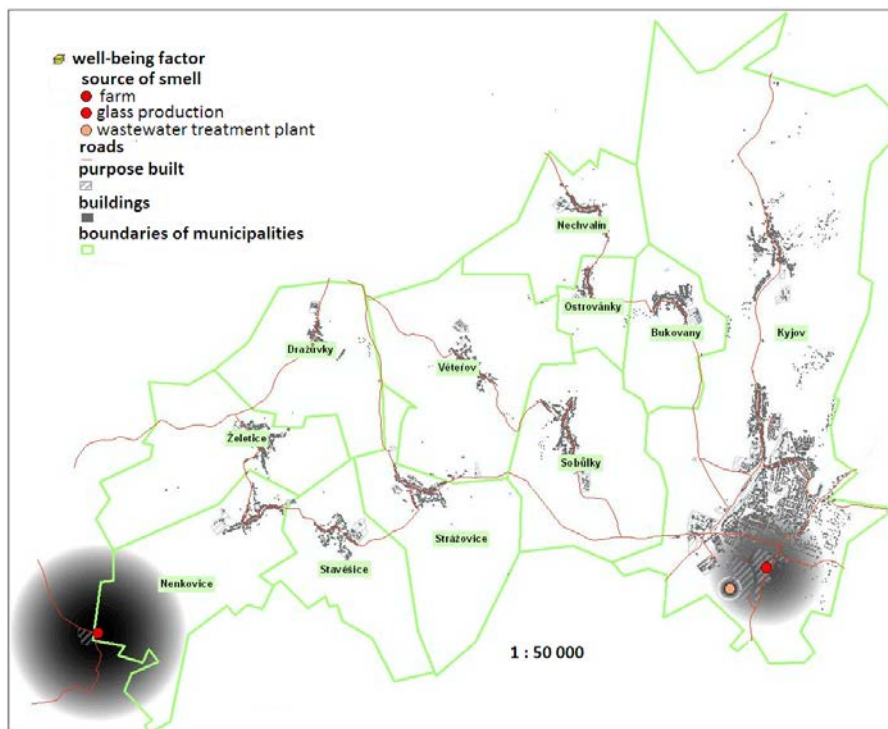 well-being factor
source of smell
farm
glass production
wastewater treatment plant
roads
purpose built
buildings
boundaries of municipalities
Nechvalín
Ostrovánky
Bukovany
Kyjov
Dražůvky
Věteřov
Želetice
Sobůlky
Strážovice
Stavěšice
Nenkovice
1 : 50 000